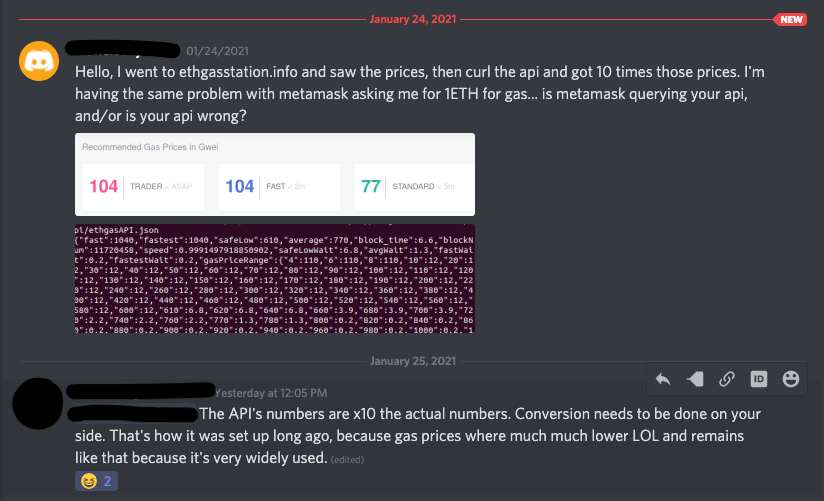 January 24, 2021
NEW
01/24/2021
Hello, I went to ethgasstation.info and saw the prices, then curl the api and got 10 times those prices. I'm
having the same problem with metamask asking me for 1ETH for gas... is metamask querying your api,
and/or is your api wrong?
Recommended Gas Prices in Gwei
104 TRADER < ASAP 104 FAST < 2m 77 STANDARD < 5m
pi/ethgasAPI.json
{"fast":1040,"fastest":1040,"safeLow":610,"average":770,"block_time":6.6,"blockN
um":11720458,"speed":0.9991497918850902,"safeLowWait":6.8,"avgWait":1.3,"fastWai
t":0.2,"fastestWait":0.2,"gasPriceRange":{"4":110,"6":110,"8":110,"10":12,"20":1
2,"30":12,"40":12,"50":12,"60":12,"70":12,"80":12,"90":12,"100":12,"110":12,"120
":12,"130":12,"140":12,"150":12,"160":12,"170":12,"180":12,"190":12,"200":12,"22
0":12,"240":12,"260":12,"280":12,"300":12,"320":12,"340":12,"360":12,"380":12,"4
00":12,"420":12,"440":12,"460":12,"480":12,"500":12,"520":12,"540":12,"560":12,"
580":12,"600":12,"610":6.8,"620":6.8,"640":6.8,"660":3.9,"680":3.9,"700":3.9,"72
0":2.2,"740":2.2,"760":2.2,"770":1.3,"780":1.3,"800":0.2,"820":0.2,"840":0.2,"86
0":0.2,"880":0.2,"900":0.2,"920":0.2,"940":0.2,"960":0.2,"980":0.2,"1000":0.2,"1
January 25, 2021
ID
Yesterday at 12:05 PM
The API's numbers are x10 the actual numbers. Conversion needs to be done on your
side. That's how it was set up long ago, because gas prices where much much lower LOL and remains
like that because it's very widely used. (edited)
2